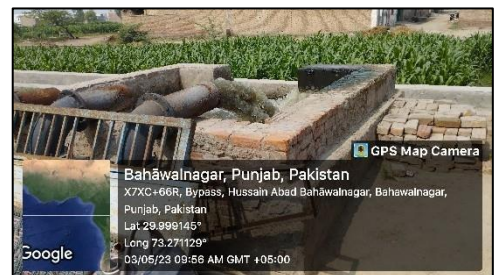 GPS Map Camera
Bahāwalnagar, Punjab, Pakistan
X7XC+66R, Bypass, Hussain Abad Bahāwalnagar, Bahawalnagar,
Punjab, Pakistan
Lat 29.999145°
Long 73.271129°
03/05/23 09:56 AM GMT +05:00
Google